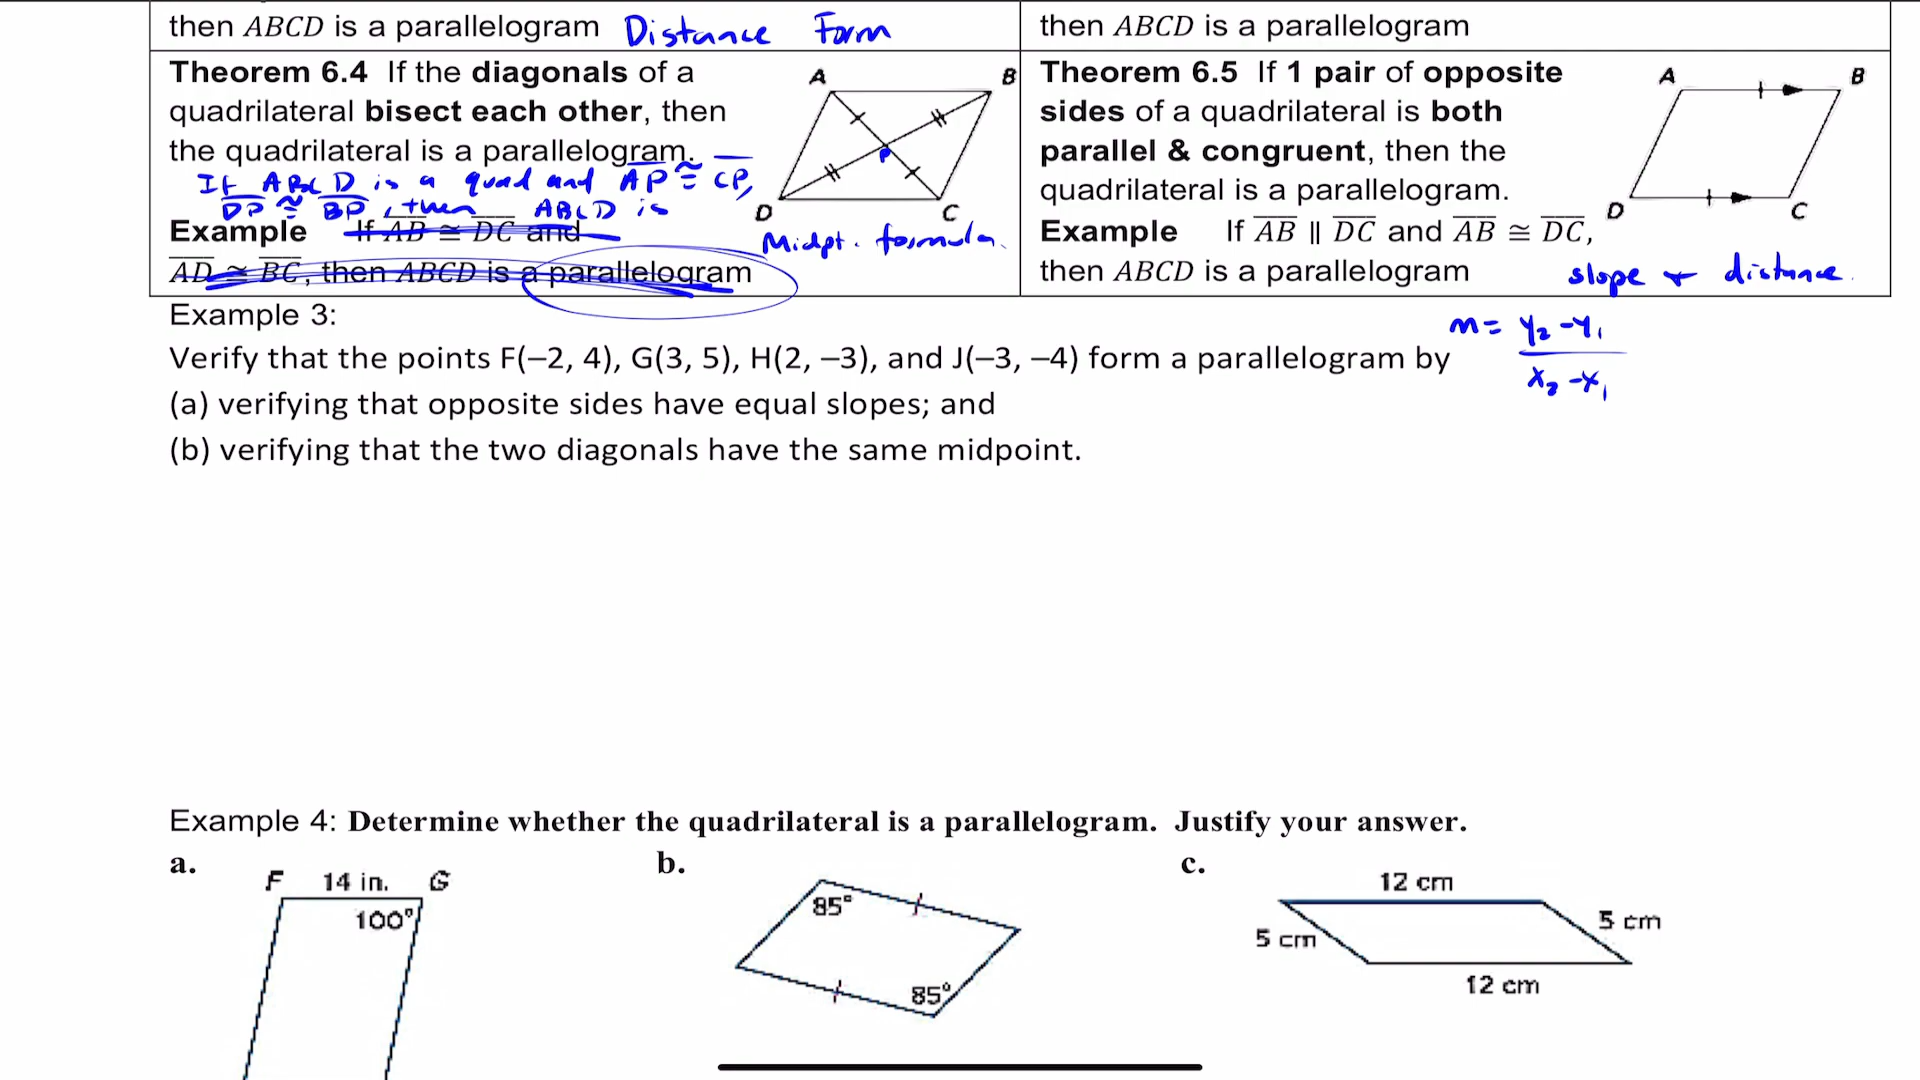 then ABCD is a parallelogram Distance Form
Theorem 6.4 If the diagonals of a
quadrilateral bisect each other, then
the quadrilateral is a parallelogram.
If ABCD is a quad and AP ≅ CP,
DP ≅ BP, then ABCD is
Example If AB ≅ DC and
AD ≅ BC, then ABCD is a parallelogram
A B
P
D C
Midpt. formula.
then ABCD is a parallelogram
Theorem 6.5 If 1 pair of opposite
sides of a quadrilateral is both
parallel & congruent, then the
quadrilateral is a parallelogram.
Example If AB ∥ DC and AB ≅ DC,
then ABCD is a parallelogram slope + distance.
A B
D C
Example 3:
m = y₂ - y₁
x₂ - x₁
Verify that the points F(–2, 4), G(3, 5), H(2, –3), and J(–3, –4) form a parallelogram by
(a) verifying that opposite sides have equal slopes; and
(b) verifying that the two diagonals have the same midpoint.
Example 4: Determine whether the quadrilateral is a parallelogram. Justify your answer.
a. b. c.
F 14 in. G
100°
85°
85°
12 cm
5 cm 5 cm
12 cm